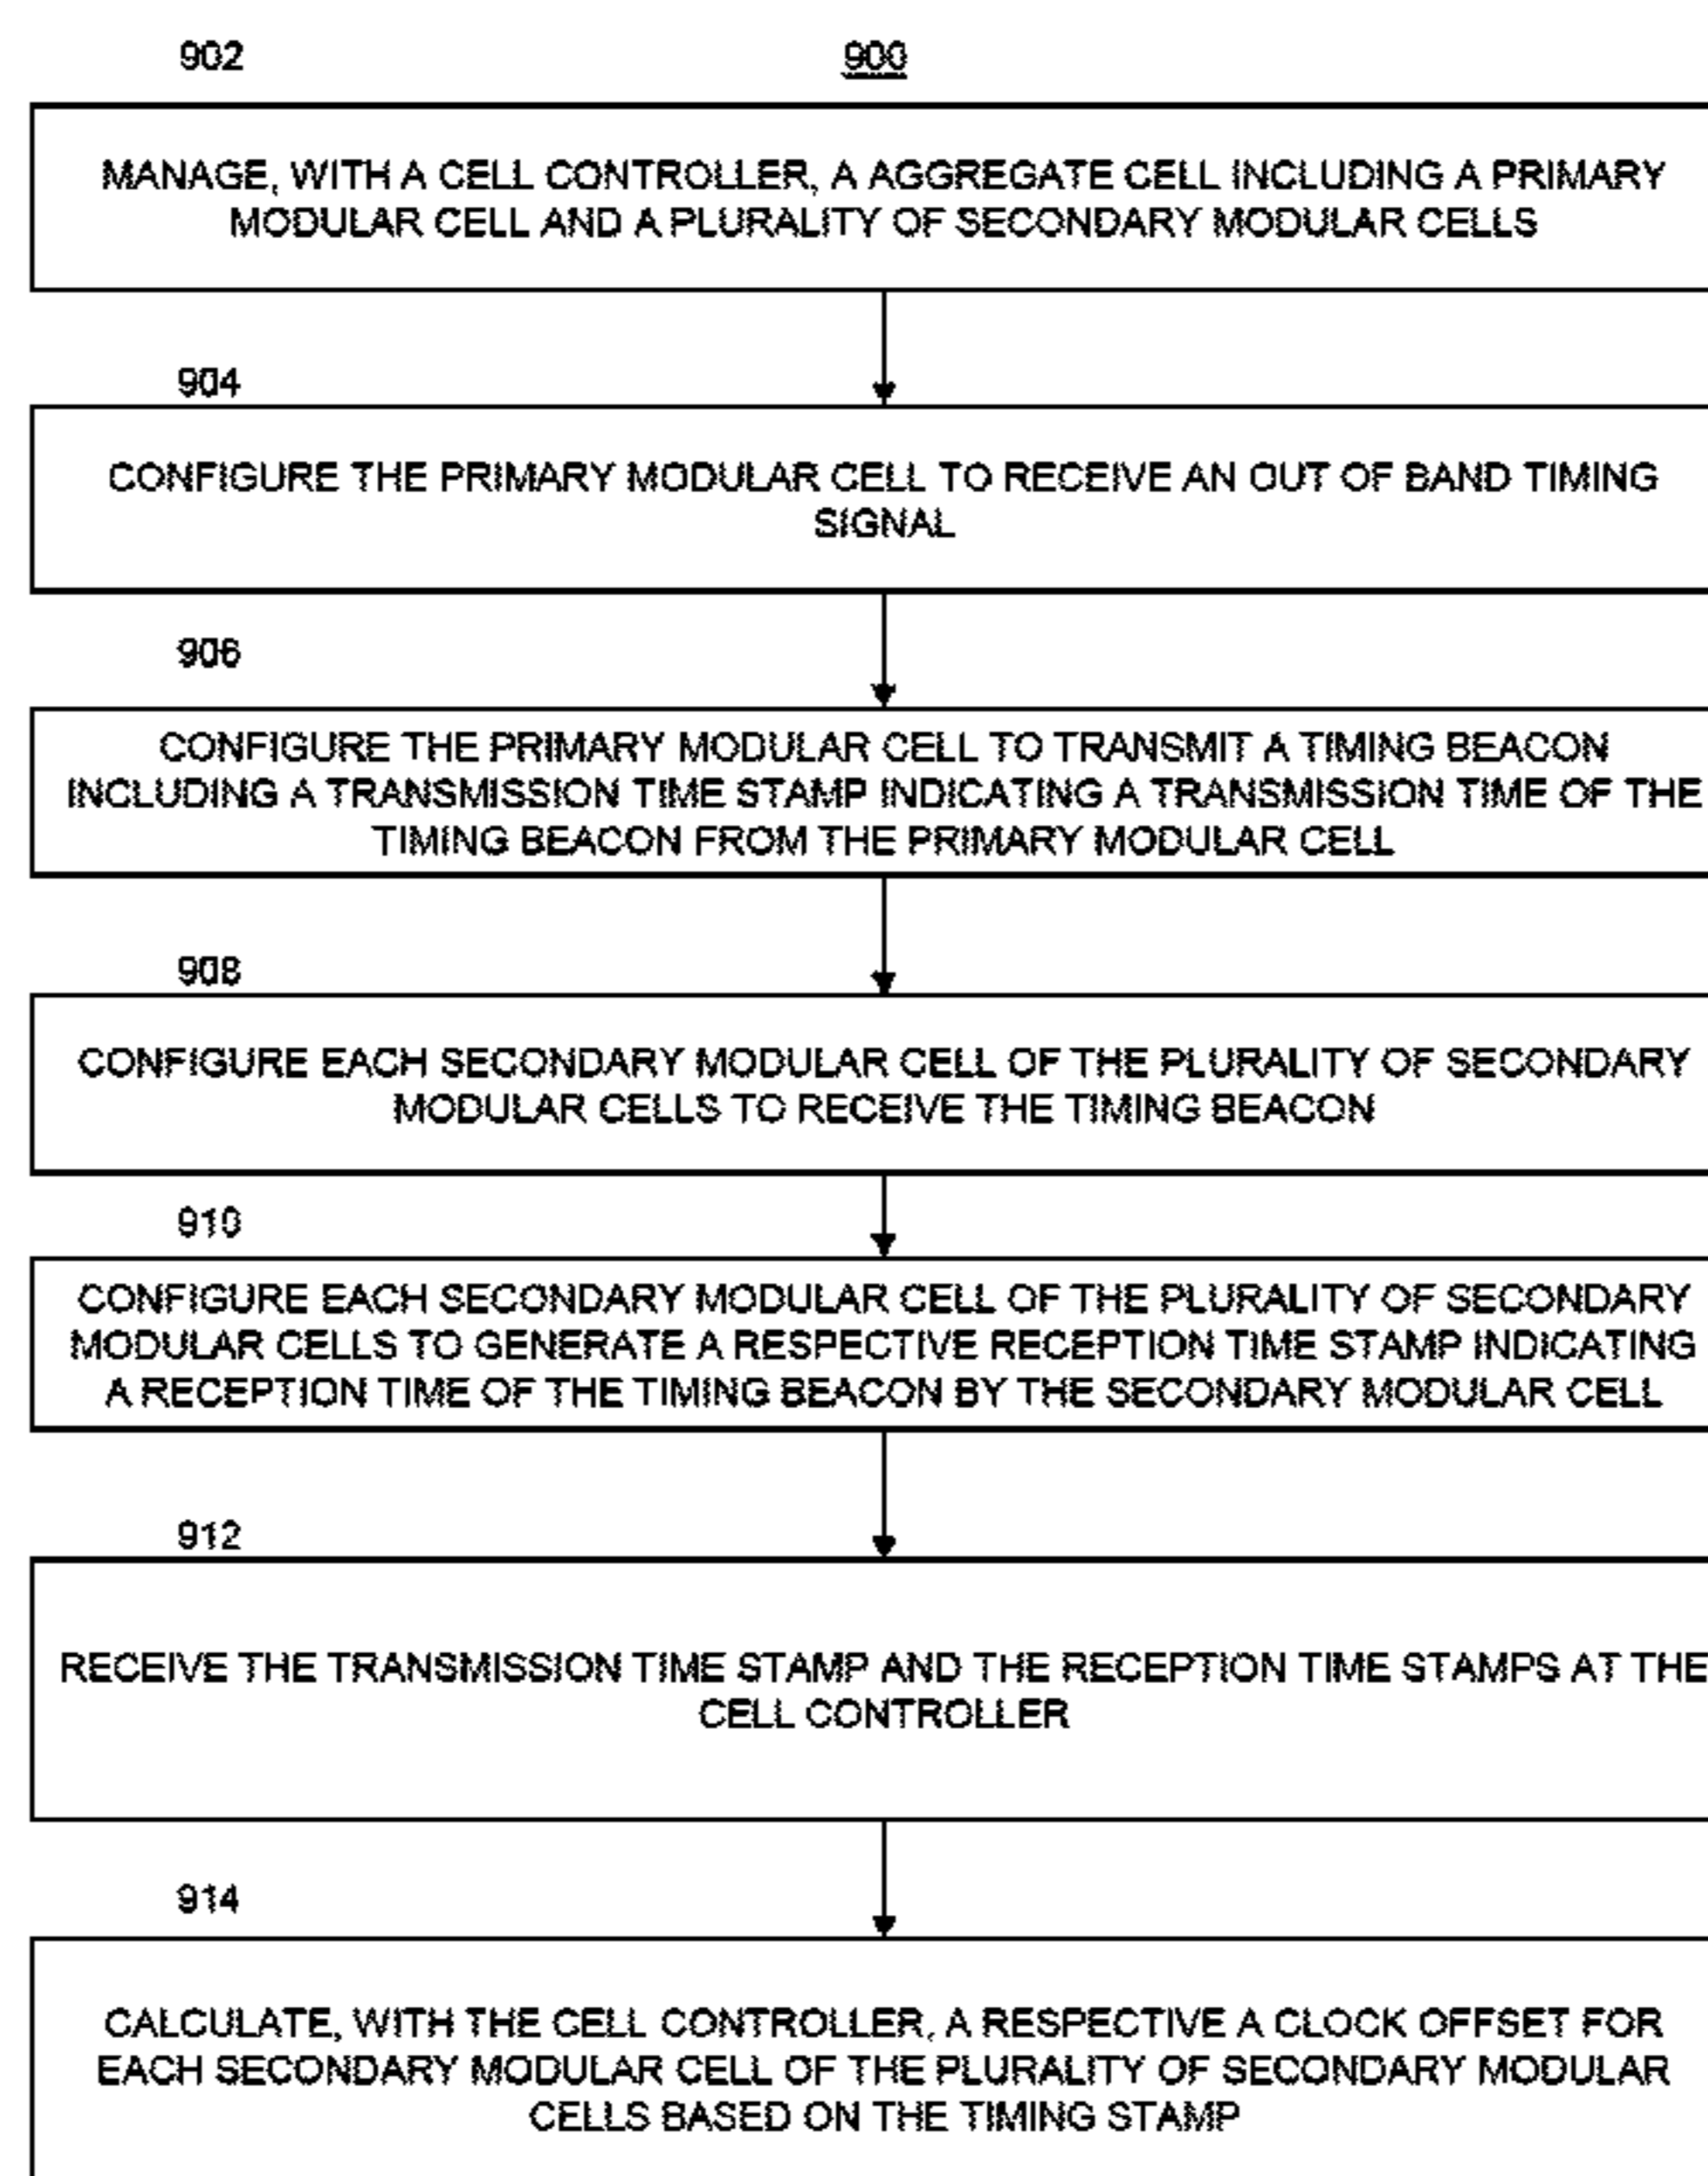 902
900
MANAGE, WITH A CELL CONTROLLER, A AGGREGATE CELL INCLUDING A PRIMARY
MODULAR CELL AND A PLURALITY OF SECONDARY MODULAR CELLS
904
CONFIGURE THE PRIMARY MODULAR CELL TO RECEIVE AN OUT OF BAND TIMING
SIGNAL
906
CONFIGURE THE PRIMARY MODULAR CELL TO TRANSMIT A TIMING BEACON
INCLUDING A TRANSMISSION TIME STAMP INDICATING A TRANSMISSION TIME OF THE
TIMING BEACON FROM THE PRIMARY MODULAR CELL
908
CONFIGURE EACH SECONDARY MODULAR CELL OF THE PLURALITY OF SECONDARY
MODULAR CELLS TO RECEIVE THE TIMING BEACON
910
CONFIGURE EACH SECONDARY MODULAR CELL OF THE PLURALITY OF SECONDARY
MODULAR CELLS TO GENERATE A RESPECTIVE RECEPTION TIME STAMP INDICATING
A RECEPTION TIME OF THE TIMING BEACON BY THE SECONDARY MODULAR CELL
912
RECEIVE THE TRANSMISSION TIME STAMP AND THE RECEPTION TIME STAMPS AT THE
CELL CONTROLLER
914
CALCULATE, WITH THE CELL CONTROLLER, A RESPECTIVE A CLOCK OFFSET FOR
EACH SECONDARY MODULAR CELL OF THE PLURALITY OF SECONDARY MODULAR
CELLS BASED ON THE TIMING STAMP